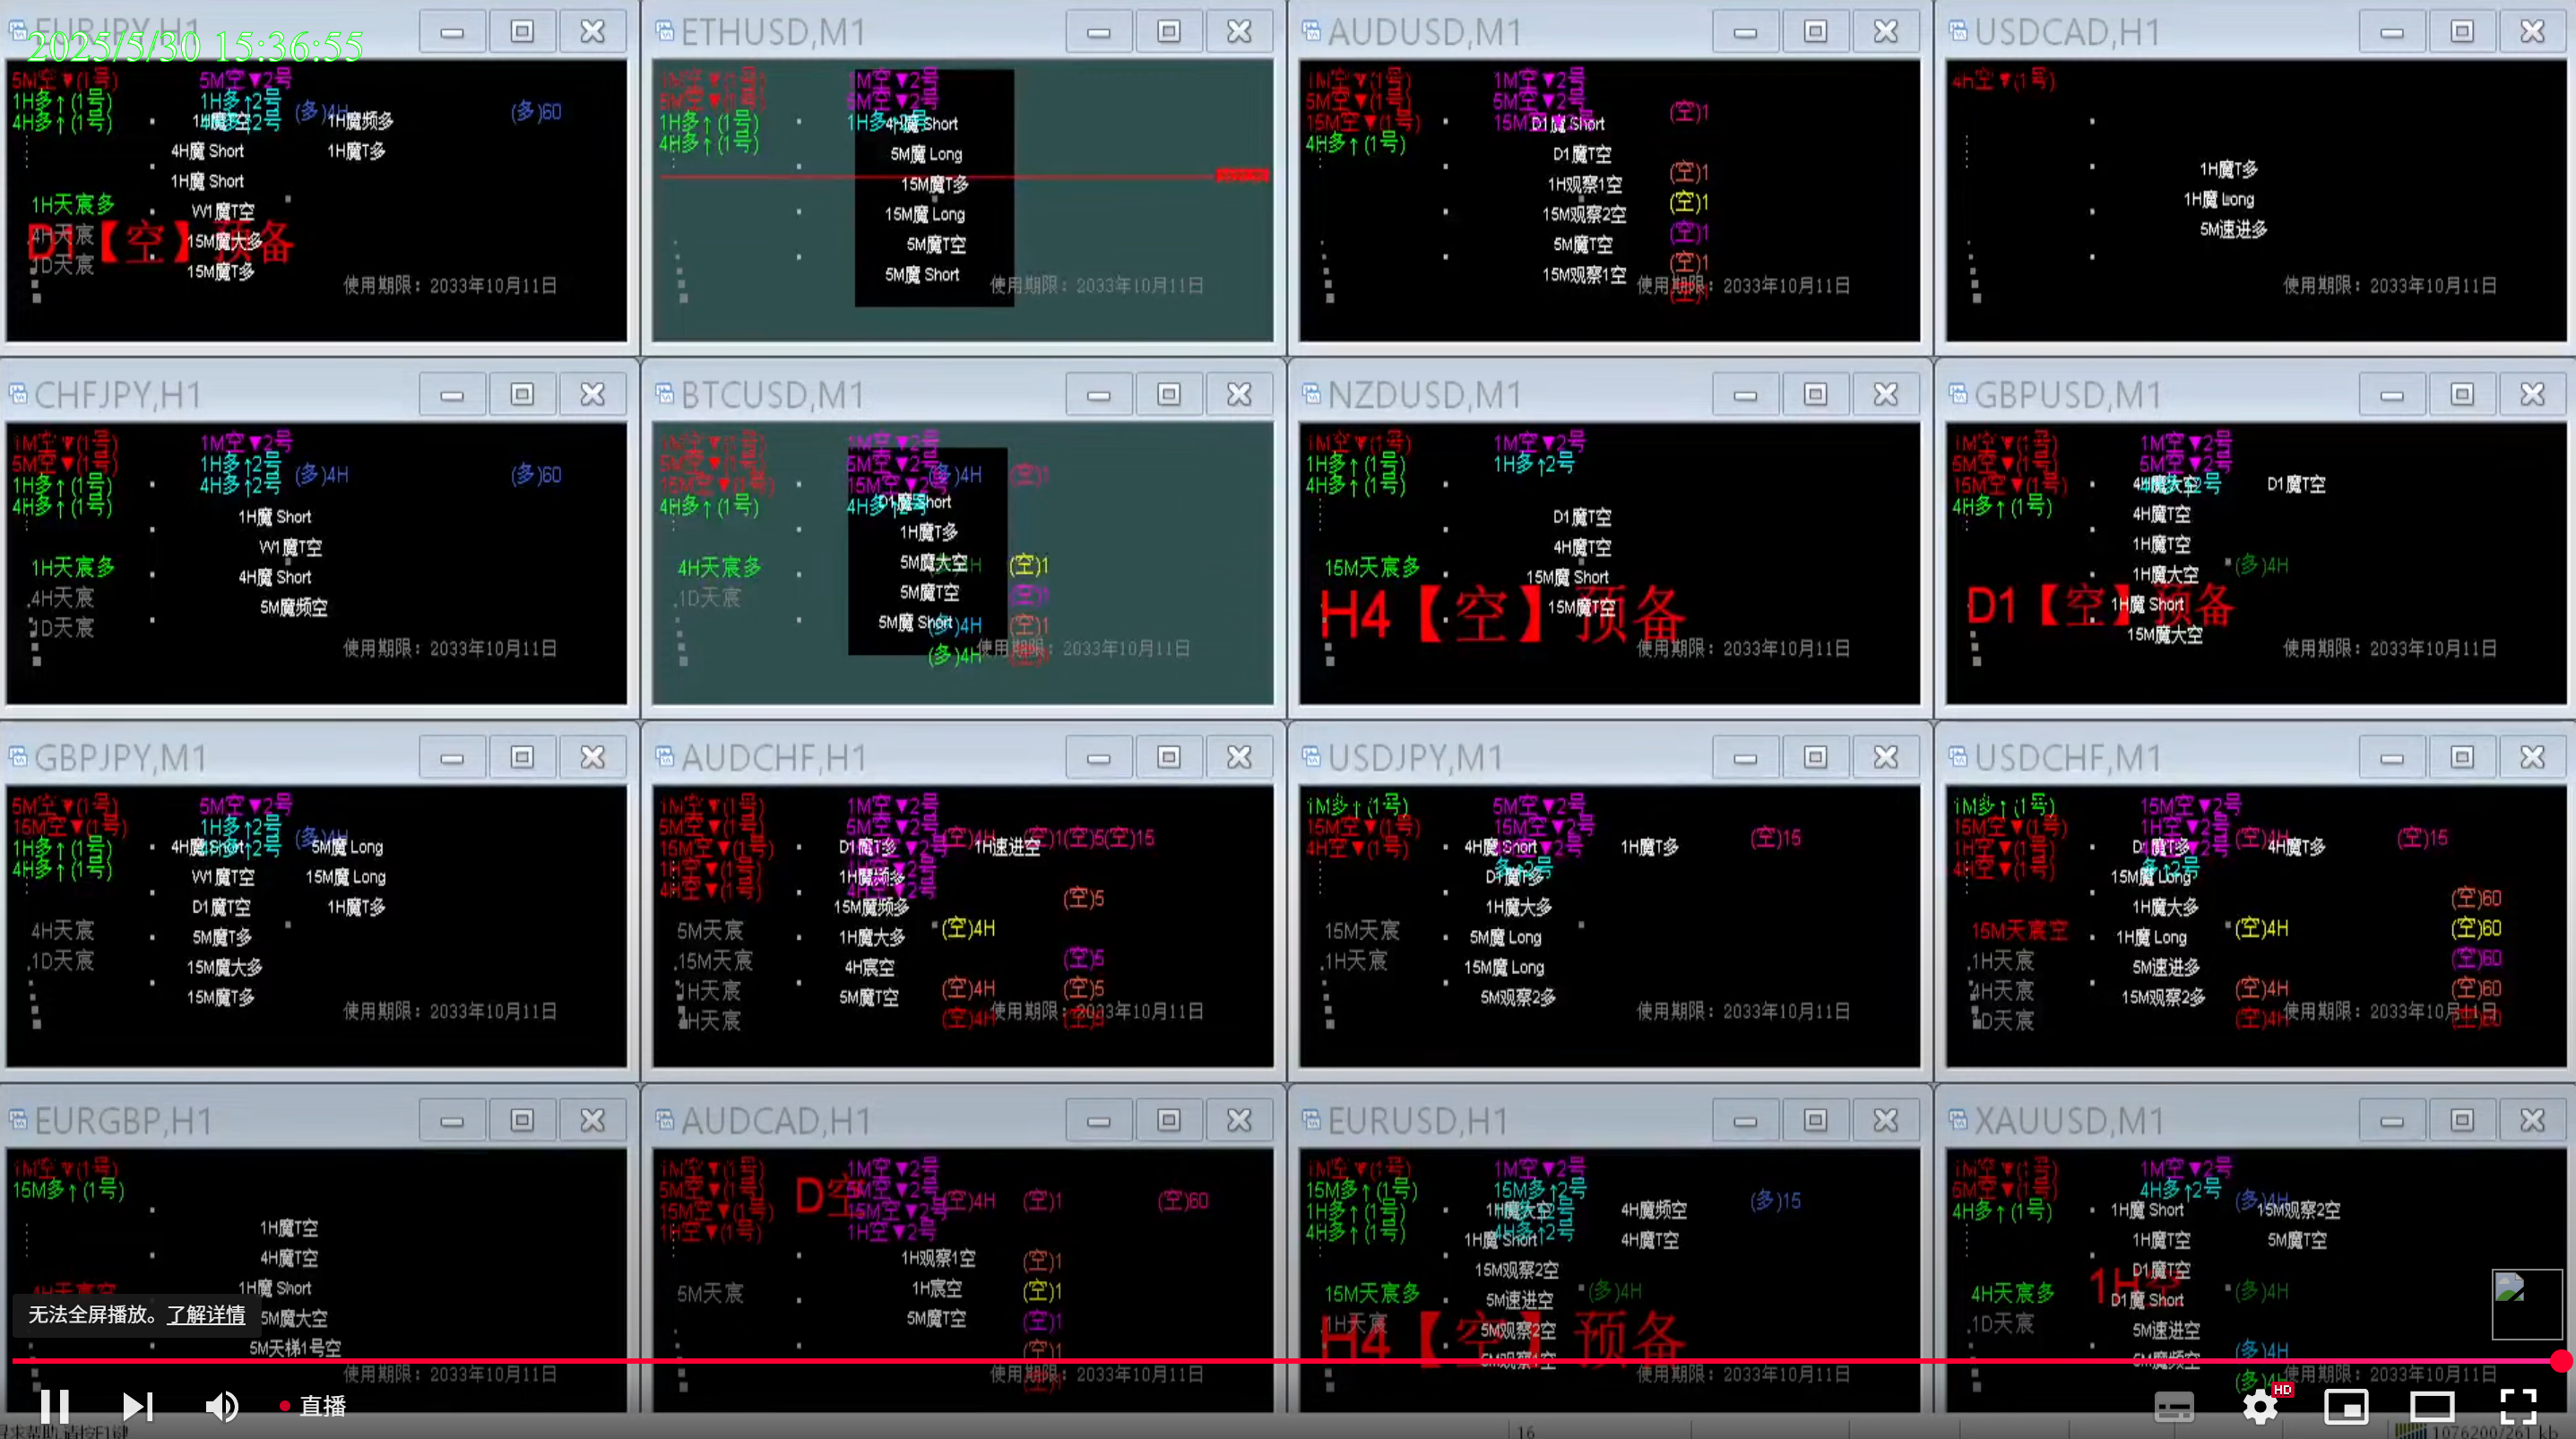 EURJPY,H1
2025/5/30 15:36:55
5M空▼(1号)
5M空▼2号
1H多↑(1号)
1H多↑2号
4H多↑(1号)
4H多↑2号
(多)4H
(多)60
1H魔频多
4H魔 Short
1H魔T多
1H魔 Short
1H天宸多
W1魔T空
4H天宸
D1【空】预备
15M魔大多
1D天宸
15M魔T多
使用期限：2033年10月11日
ETHUSD,M1
1M空▼(1号)
1M空▼2号
5M空▼(1号)
5M空▼2号
1H多↑(1号)
1H多↑2号
4H魔 Short
4H多↑(1号)
5M魔 Long
15M魔T多
15M魔 Long
5M魔T空
5M魔 Short
使用期限：2033年10月11日
AUDUSD,M1
1M空▼(1号)
1M空▼2号
5M空▼(1号)
5M空▼2号
(空)1
15M空▼(1号)
15M空▼2号
D1魔 Short
4H多↑(1号)
D1魔T空
(空)1
1H观察1空
(空)1
15M观察2空
(空)1
5M魔T空
(空)1
15M观察1空
(空)1
使用期限：2033年10月11日
USDCAD,H1
4H空▼(1号)
1H魔T多
1H魔 Long
5M速进多
使用期限：2033年10月11日
CHFJPY,H1
1M空▼(1号)
1M空▼2号
5M空▼(1号)
1H多↑2号
(多)4H
(多)60
1H多↑(1号)
4H多↑2号
4H多↑(1号)
1H魔 Short
W1魔T空
1H天宸多
4H魔 Short
4H天宸
5M魔频空
1D天宸
使用期限：2033年10月11日
BTCUSD,M1
1M空▼(1号)
1M空▼2号
5M空▼(1号)
5M空▼2号
(多)4H
(空)1
15M空▼(1号)
15M空▼2号
4H多↑(1号)
4H多↑2号
D1魔 Short
1H魔T多
4H天宸多
5M魔大空
(空)1
1D天宸
5M魔T空
(空)1
5M魔 Short
(多)4H
(空)1
(多)4H
使用期限：2033年10月11日
NZDUSD,M1
1M空▼(1号)
1M空▼2号
1H多↑(1号)
1H多↑2号
4H多↑(1号)
D1魔T空
4H魔T空
15M天宸多
15M魔 Short
H4【空】预备
15M魔T空
使用期限：2033年10月11日
GBPUSD,M1
1M空▼(1号)
1M空▼2号
5M空▼(1号)
5M空▼2号
15M空▼(1号)
4H魔大空
D1魔T空
4H多↑(1号)
4H魔T空
1H魔T空
1H魔大空
(多)4H
D1【空】预备
1H魔 Short
15M魔大空
使用期限：2033年10月11日
GBPJPY,M1
5M空▼(1号)
5M空▼2号
15M空▼(1号)
1H多↑2号
(多)4H
1H多↑(1号)
4H多↑2号
4H魔 Short
5M魔 Long
4H多↑(1号)
W1魔T空
15M魔 Long
D1魔T空
1H魔T多
4H天宸
5M魔T多
1D天宸
15M魔大多
15M魔T多
使用期限：2033年10月11日
AUDCHF,H1
1M空▼(1号)
1M空▼2号
5M空▼(1号)
5M空▼2号
(空)4H
(空)1(空)5(空)15
15M空▼(1号)
D1魔T多
1H速进空
1H空▼(1号)
1H魔频多
4H空▼(1号)
4H空▼2号
(空)5
15M魔频多
5M天宸
1H魔大多
(空)4H
15M天宸
4H宸空
(空)5
1H天宸
5M魔T空
(空)4H
(空)5
4H天宸
(空)4H
使用期限：2033年10月11日
USDJPY,M1
1M多↑(1号)
5M空▼2号
15M空▼(1号)
15M空▼2号
(空)15
4H空▼(1号)
4H魔 Short
1H魔T多
D1魔T多
1H魔大多
15M天宸
5M魔 Long
1H天宸
15M魔 Long
5M观察2多
使用期限：2033年10月11日
USDCHF,M1
1M多↑(1号)
15M空▼2号
15M空▼(1号)
1H空▼2号
(空)4H
(空)15
1H空▼(1号)
D1魔T多
4H魔T多
4H空▼(1号)
15M魔 Long
1H魔大多
(空)60
15M天宸空
1H魔 Long
(空)4H
(空)60
1H天宸
5M速进多
(空)60
4H天宸
15M观察2多
(空)4H
(空)60
1D天宸
(空)4H
(空)60
使用期限：2033年10月11日
EURGBP,H1
1M空▼(1号)
15M多↑(1号)
1H魔T空
4H魔T空
4H天宸空
1H魔 Short
5M魔大空
5M天梯1号空
使用期限：2033年10月11日
AUDCAD,H1
1M空▼(1号)
1M空▼2号
5M空▼(1号)
5M空▼2号
D空
(空)4H
(空)1
(空)60
15M空▼(1号)
15M空▼2号
1H空▼(1号)
1H空▼2号
1H观察1空
(空)1
5M天宸
1H宸空
(空)1
5M魔T空
(空)1
(空)1
使用期限：2033年10月11日
EURUSD,H1
1M空▼(1号)
1M空▼2号
15M多↑(1号)
15M多↑2号
(多)15
1H多↑(1号)
1H魔大空
4H魔频空
4H多↑(1号)
4H多↑2号
1H魔 Short
4H魔T空
15M观察2空
15M天宸多
5M速进空
(多)4H
1H天宸
H4【空】预备
5M观察2空
5M观察1空
使用期限：2033年10月11日
XAUUSD,M1
1M空▼(1号)
1M空▼2号
5M空▼(1号)
4H多↑2号
(多)4H
4H多↑(1号)
1H魔 Short
15M观察2空
1H魔T空
5M魔T空
D1魔T空
4H天宸多
1H空
D1魔 Short
(多)4H
1D天宸
5M速进空
(多)4H
5M魔频空
(多)4H
使用期限：2033年10月11日
无法全屏播放。了解详情
直播
HD
寻求帮助,请按F1键
16
1076200/261 kb